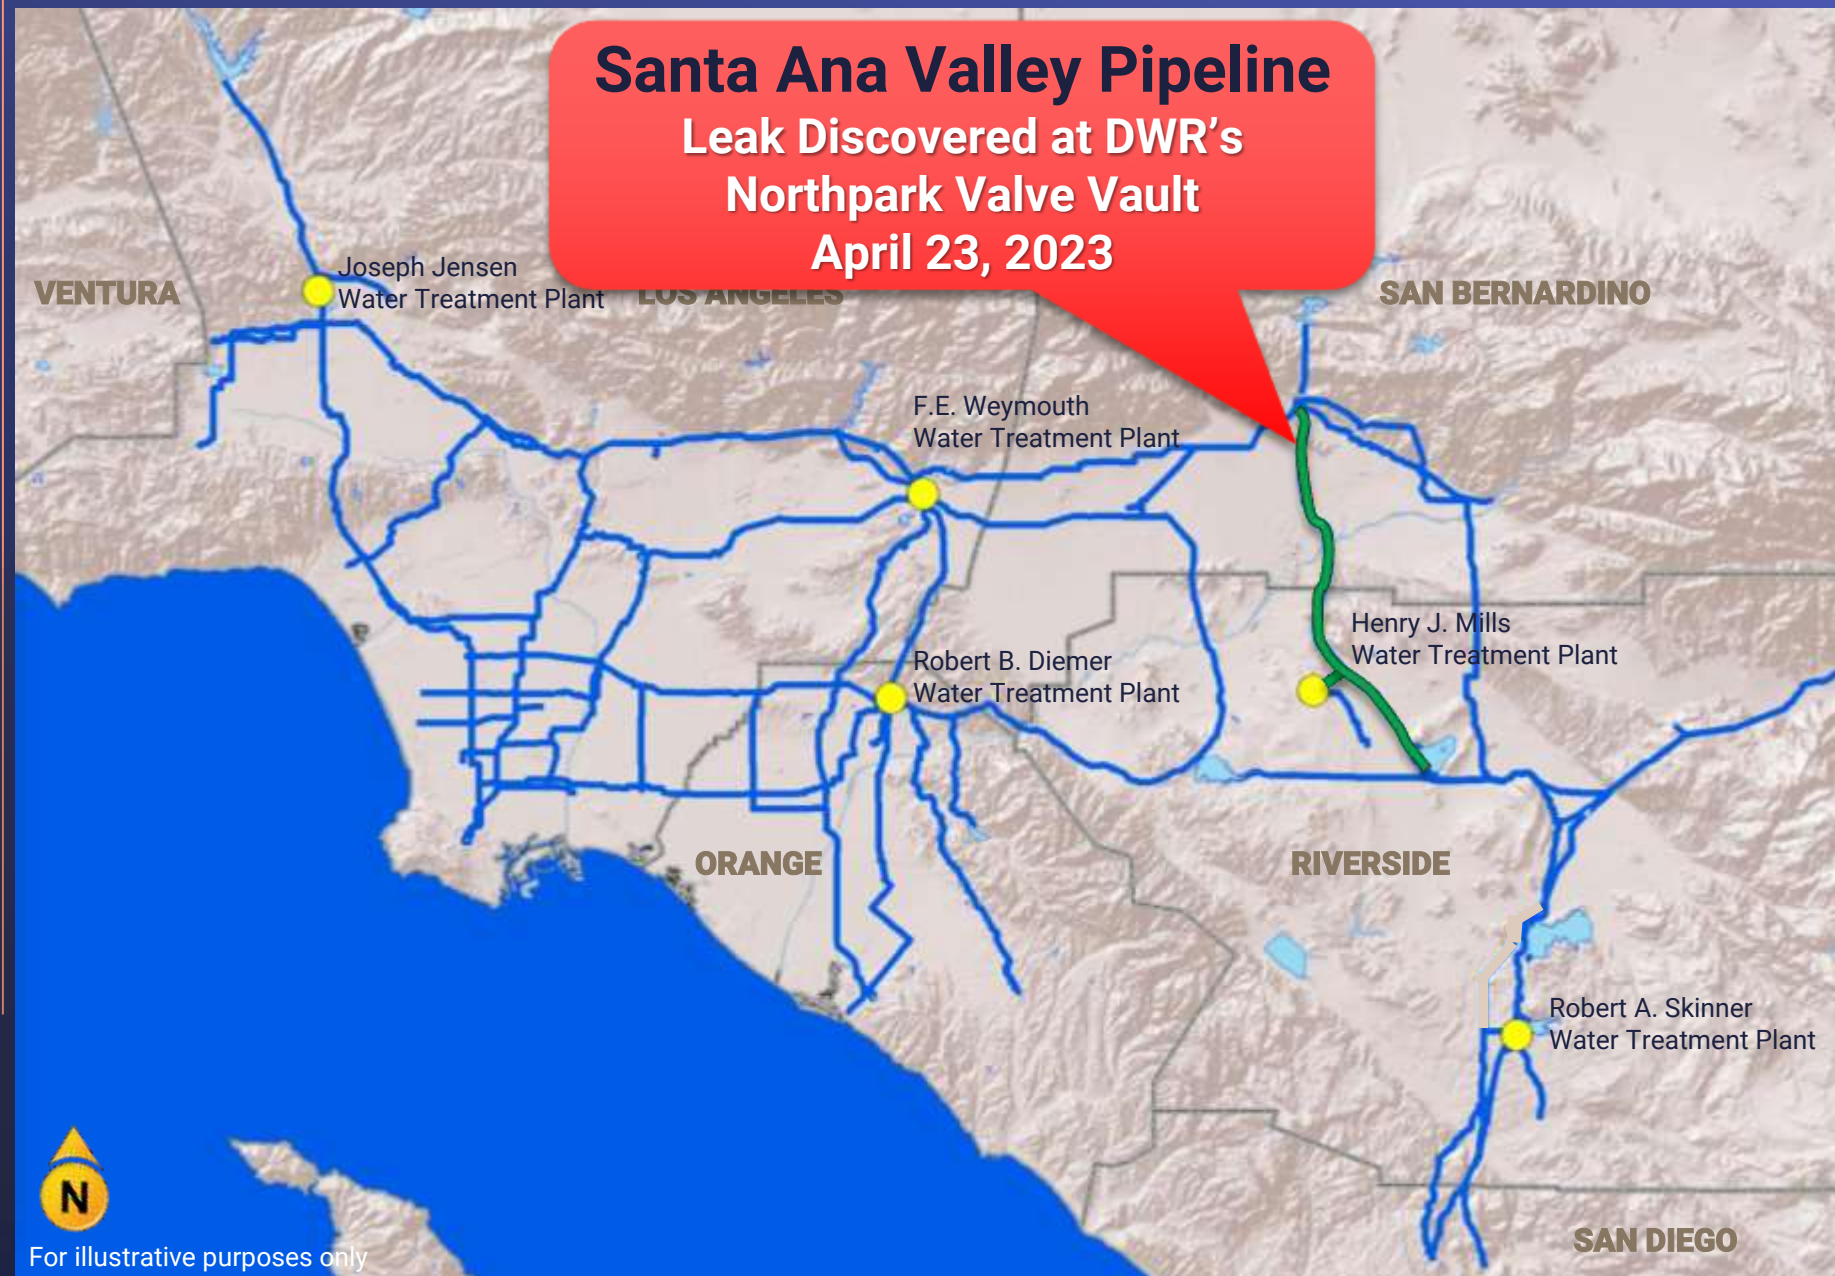 Santa Ana Valley Pipeline
Leak Discovered at DWR's
Northpark Valve Vault
April 23, 2023
Joseph Jensen
Water Treatment Plant
VENTURA
LOS ANGELES
SAN BERNARDINO
F.E. Weymouth
Water Treatment Plant
Henry J. Mills
Water Treatment Plant
Robert B. Diemer
Water Treatment Plant
ORANGE
RIVERSIDE
Robert A. Skinner
Water Treatment Plant
N
SAN DIEGO
For illustrative purposes only